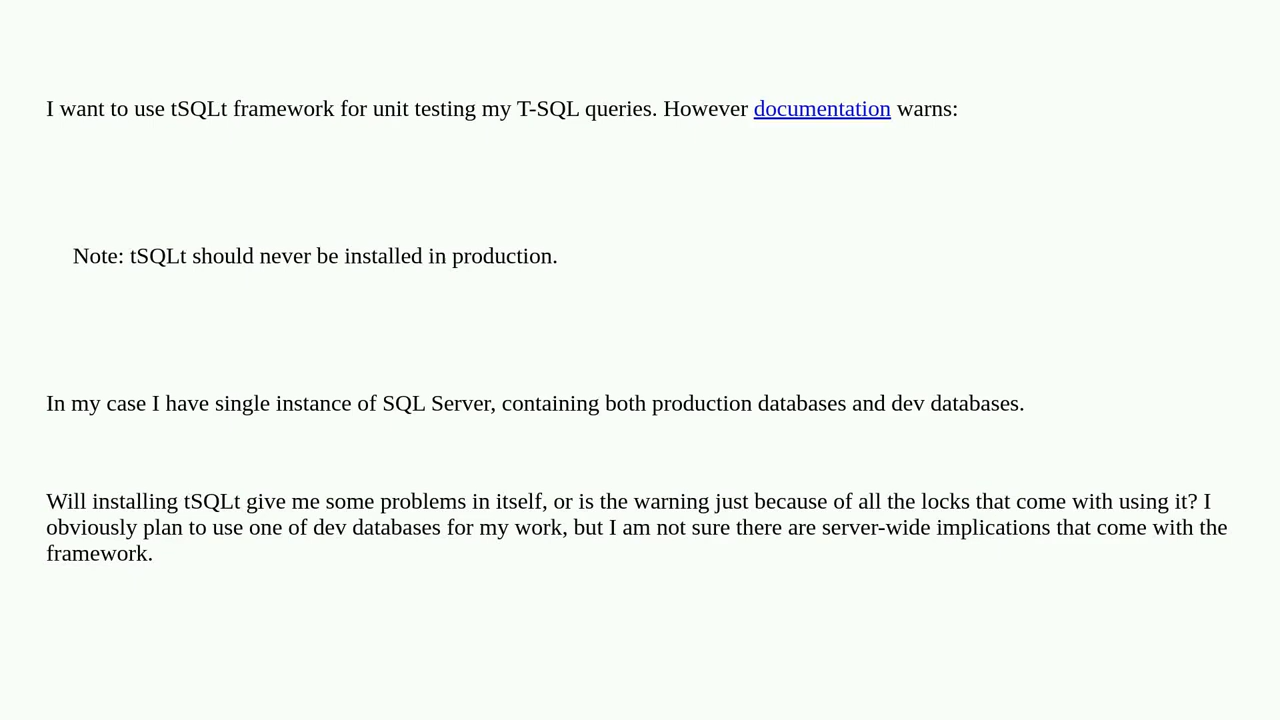 I want to use tSQLt framework for unit testing my T-SQL queries. However documentation warns:
Note: tSQLt should never be installed in production.
In my case I have single instance of SQL Server, containing both production databases and dev databases.
Will installing tSQLt give me some problems in itself, or is the warning just because of all the locks that come with using it? I
obviously plan to use one of dev databases for my work, but I am not sure there are server-wide implications that come with the
framework.